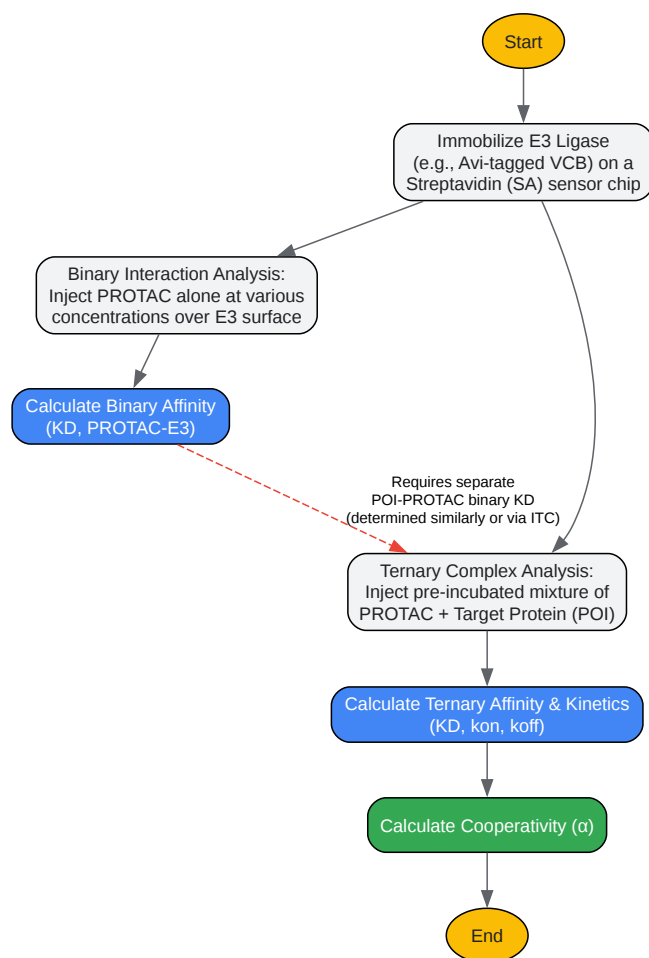 Start
Immobilize E3 Ligase
(e.g., Avi-tagged VCB) on a
Streptavidin (SA) sensor chip
Binary Interaction Analysis:
Inject PROTAC alone at various
concentrations over E3 surface
Calculate Binary Affinity
(KD, PROTAC-E3)
Requires separate
POI-PROTAC binary KD
(determined similarly or via ITC)
Ternary Complex Analysis:
Inject pre-incubated mixture of
PROTAC + Target Protein (POI)
Calculate Ternary Affinity & Kinetics
(KD, kon, koff)
Calculate Cooperativity (α)
End